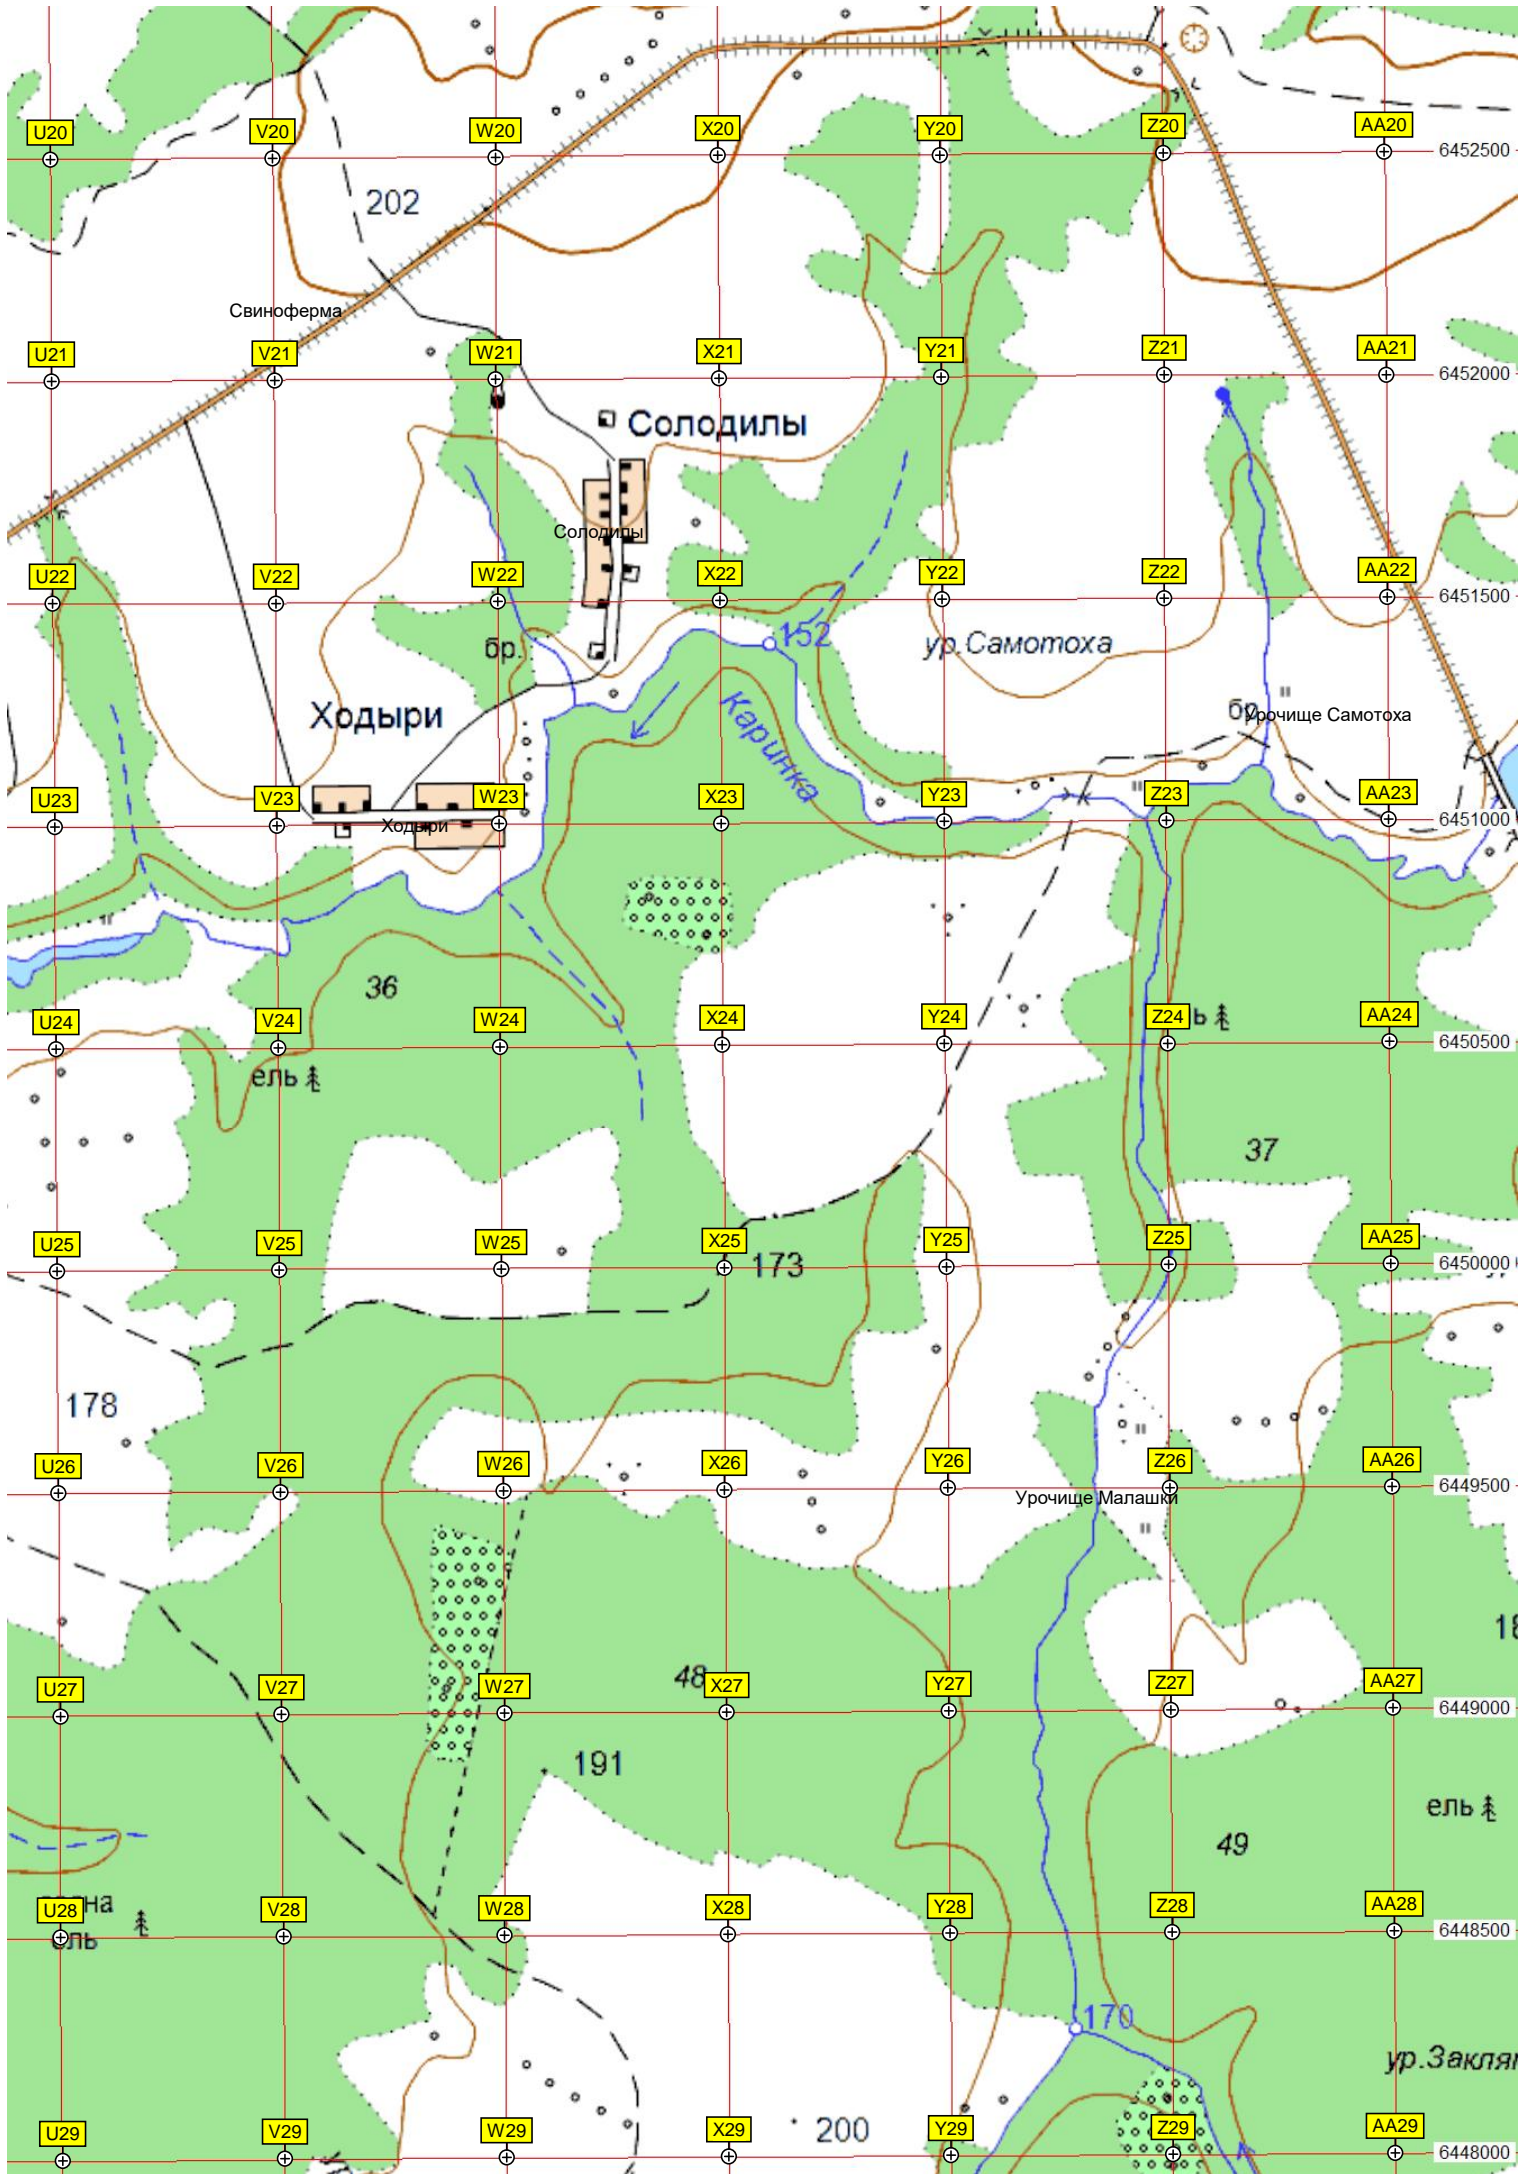 U20 V20 W20 X20 Y20 Z20 AA20
6452500
202
Свиноферма
U21 V21 W21 X21 Y21 Z21 AA21
6452000
Солодилы
Солодилы
U22 V22 W22 X22 Y22 Z22 AA22
6451500
бр.
152
ур.Самотоха
Ходыри
Каринка
бр.
Урочище Самотоха
U23 V23 W23 X23 Y23 Z23 AA23
6451000
Ходыри
36
U24 V24 W24 X24 Y24 Z24 AA24
6450500
ель
37
U25 V25 W25 X25 Y25 Z25 AA25
173
6450000
178
U26 V26 W26 X26 Y26 Z26 AA26
6449500
Урочище Малашки
48
U27 V27 W27 X27 Y27 Z27 AA27
6449000
191
ель
49
U28 V28 W28 X28 Y28 Z28 AA28
6448500
ель
170
200
U29 V29 W29 X29 Y29 Z29 AA29
6448000